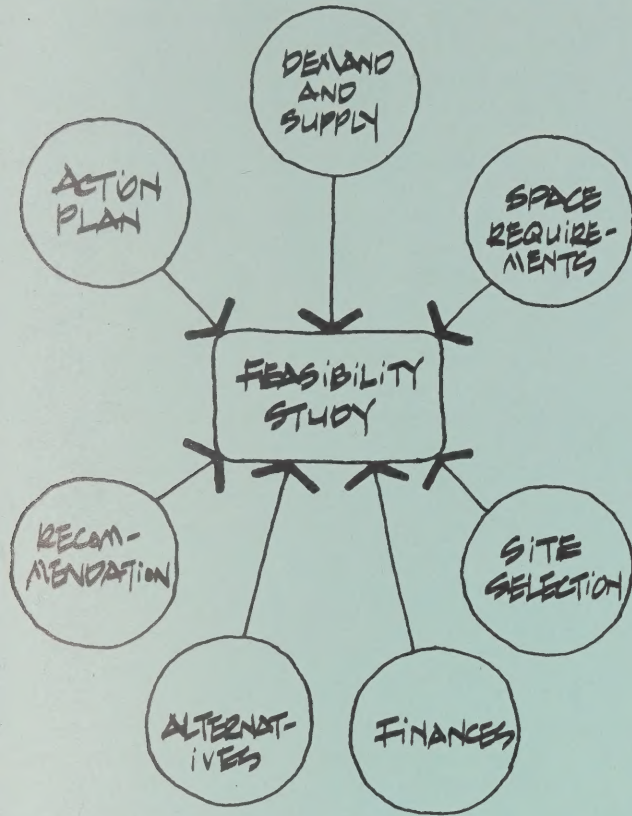 DEMAND
AND
SUPPLY
ACTION
PLAN
SPACE
REQUIRE-
MENTS
FEASIBILITY
STUDY
RECOM-
MENDATION
SITE
SELECTION
ALTERNAT-
IVES
FINANCES